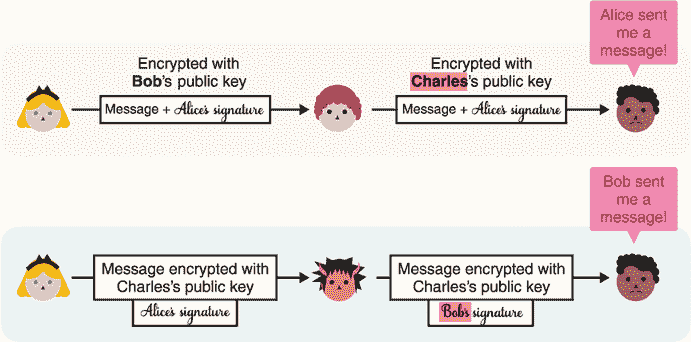 Alice sent
me a
message!
Encrypted with
Bob's public key
Encrypted with
Charles's public key
Message + Alice's signature
Message + Alice's signature
Bob sent
me a
message!
Message encrypted with
Charles's public key
Message encrypted with
Charles's public key
Alice's signature
Bob's signature